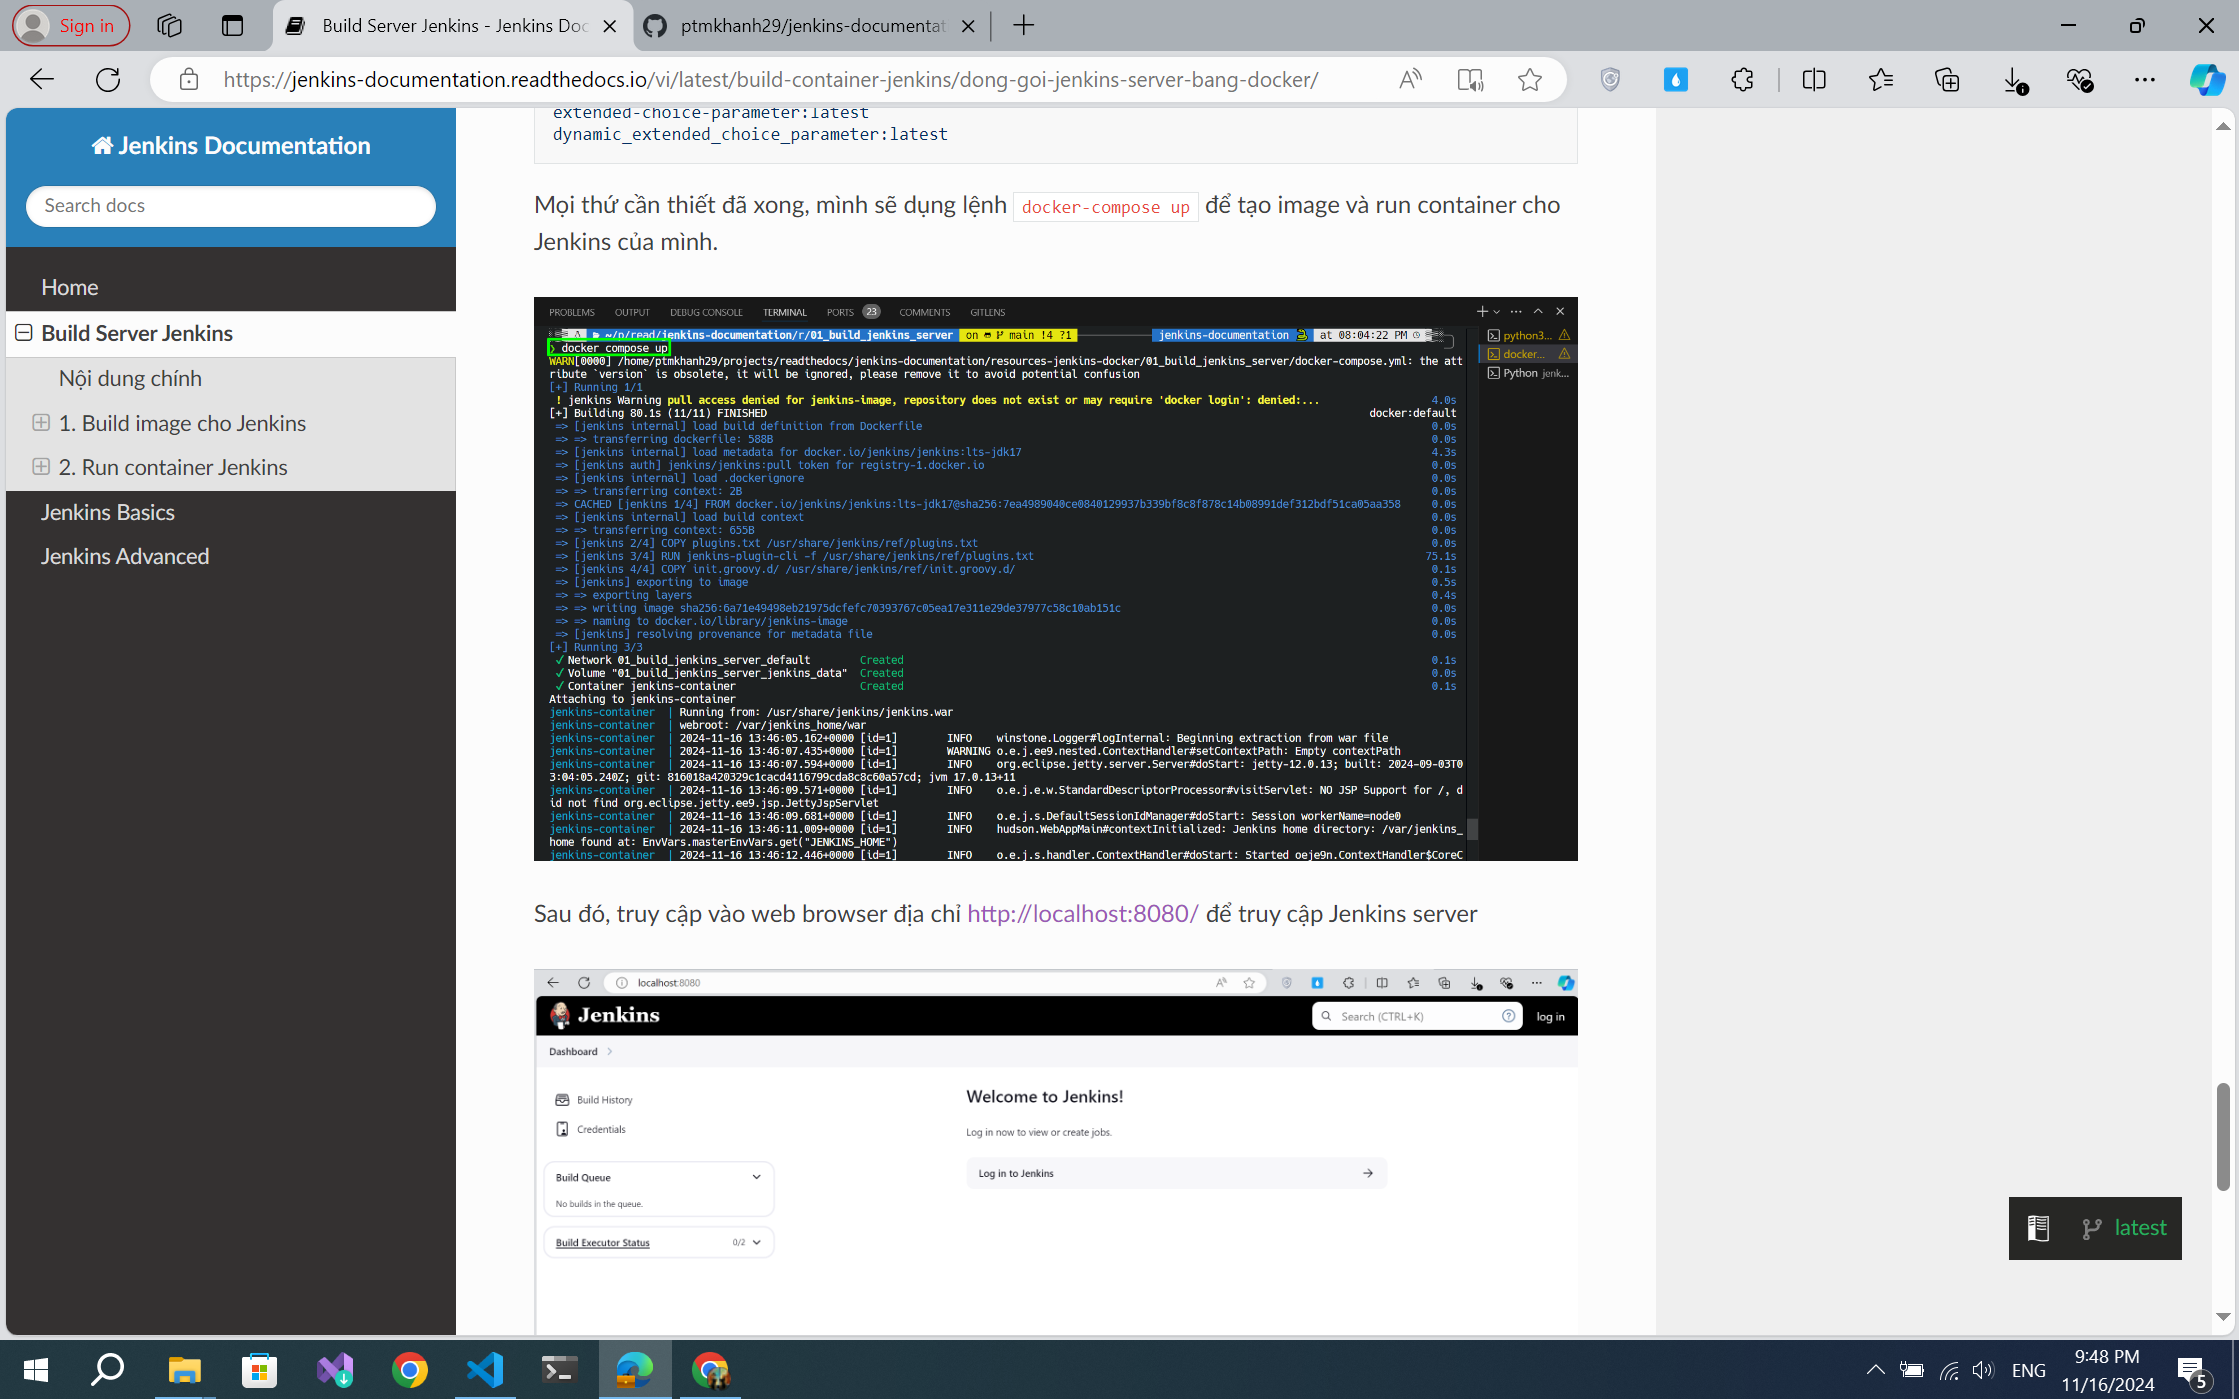 Sign in
Build Server Jenkins - Jenkins Doc
ptmkhanh29/jenkins-documentat
https://jenkins-documentation.readthedocs.io/vi/latest/build-container-jenkins/dong-goi-jenkins-server-bang-docker/
Jenkins Documentation
Search docs
Home
Build Server Jenkins
Nội dung chính
1. Build image cho Jenkins
2. Run container Jenkins
Jenkins Basics
Jenkins Advanced
extended-choice-parameter:latest
dynamic_extended_choice_parameter:latest
Mọi thứ cần thiết đã xong, mình sẽ dụng lệnh docker-compose up để tạo image và run container cho
Jenkins của mình.
PROBLEMS OUTPUT DEBUG CONSOLE TERMINAL PORTS 23 COMMENTS GITLENS
~/p/read/jenkins-documentation/r/01_build_jenkins_server on main !4 ?1 jenkins-documentation at 08:04:22 PM
python3...
docker...
Python jenk...
❯ docker compose up
WARN[0000] /home/ptmkhanh29/projects/readthedocs/jenkins-documentation/resources-jenkins-docker/01_build_jenkins_server/docker-compose.yml: the att
ribute `version` is obsolete, it will be ignored, please remove it to avoid potential confusion
[+] Running 1/1
! jenkins Warning pull access denied for jenkins-image, repository does not exist or may require 'docker login': denied:... 4.0s
[+] Building 80.1s (11/11) FINISHED docker:default
=> [jenkins internal] load build definition from Dockerfile 0.0s
=> => transferring dockerfile: 588B 0.0s
=> [jenkins internal] load metadata for docker.io/jenkins/jenkins:lts-jdk17 4.3s
=> [jenkins auth] jenkins/jenkins:pull token for registry-1.docker.io 0.0s
=> [jenkins internal] load .dockerignore 0.0s
=> => transferring context: 2B 0.0s
=> CACHED [jenkins 1/4] FROM docker.io/jenkins/jenkins:lts-jdk17@sha256:7ea4989040ce0840129937b339bf8c8f878c14b08991def312bdf51ca05aa358 0.0s
=> [jenkins internal] load build context 0.0s
=> => transferring context: 655B 0.0s
=> [jenkins 2/4] COPY plugins.txt /usr/share/jenkins/ref/plugins.txt 0.0s
=> [jenkins 3/4] RUN jenkins-plugin-cli -f /usr/share/jenkins/ref/plugins.txt 75.1s
=> [jenkins 4/4] COPY init.groovy.d/ /usr/share/jenkins/ref/init.groovy.d/ 0.1s
=> [jenkins] exporting to image 0.5s
=> => exporting layers 0.4s
=> => writing image sha256:6a71e49498eb21975dcfefc70393767c05ea17e311e29de37977c58c10ab151c 0.0s
=> => naming to docker.io/library/jenkins-image 0.0s
=> [jenkins] resolving provenance for metadata file 0.0s
[+] Running 3/3
✓ Network 01_build_jenkins_server_default Created 0.1s
✓ Volume "01_build_jenkins_server_jenkins_data" Created 0.0s
✓ Container jenkins-container Created 0.1s
Attaching to jenkins-container
jenkins-container | Running from: /usr/share/jenkins/jenkins.war
jenkins-container | webroot: /var/jenkins_home/war
jenkins-container | 2024-11-16 13:46:05.162+0000 [id=1] INFO winstone.Logger#logInternal: Beginning extraction from war file
jenkins-container | 2024-11-16 13:46:07.435+0000 [id=1] WARNING o.e.j.ee9.nested.ContextHandler#setContextPath: Empty contextPath
jenkins-container | 2024-11-16 13:46:07.594+0000 [id=1] INFO org.eclipse.jetty.server.Server#doStart: jetty-12.0.13; built: 2024-09-03T0
3:04:05.240Z; git: 816018a420329c1cacd4116799cda8c8c60a57cd; jvm 17.0.13+11
jenkins-container | 2024-11-16 13:46:09.571+0000 [id=1] INFO o.e.j.e.w.StandardDescriptorProcessor#visitServlet: NO JSP Support for /, d
id not find org.eclipse.jetty.ee9.jsp.JettyJspServlet
jenkins-container | 2024-11-16 13:46:09.681+0000 [id=1] INFO o.e.j.s.DefaultSessionIdManager#doStart: Session workerName=node0
jenkins-container | 2024-11-16 13:46:11.009+0000 [id=1] INFO hudson.WebAppMain#contextInitialized: Jenkins home directory: /var/jenkins_
home found at: EnvVars.masterEnvVars.get("JENKINS_HOME")
jenkins-container | 2024-11-16 13:46:12.446+0000 [id=1] INFO o.e.j.s.handler.ContextHandler#doStart: Started oeje9n.ContextHandler$CoreC
Sau đó, truy cập vào web browser địa chỉ http://localhost:8080/ để truy cập Jenkins server
localhost:8080
Jenkins
Search (CTRL+K)
log in
Dashboard
Build History
Credentials
Build Queue
No builds in the queue.
Build Executor Status 0/2
Welcome to Jenkins!
Log in now to view or create jobs.
Log in to Jenkins
latest
ENG
9:48 PM
11/16/2024
5